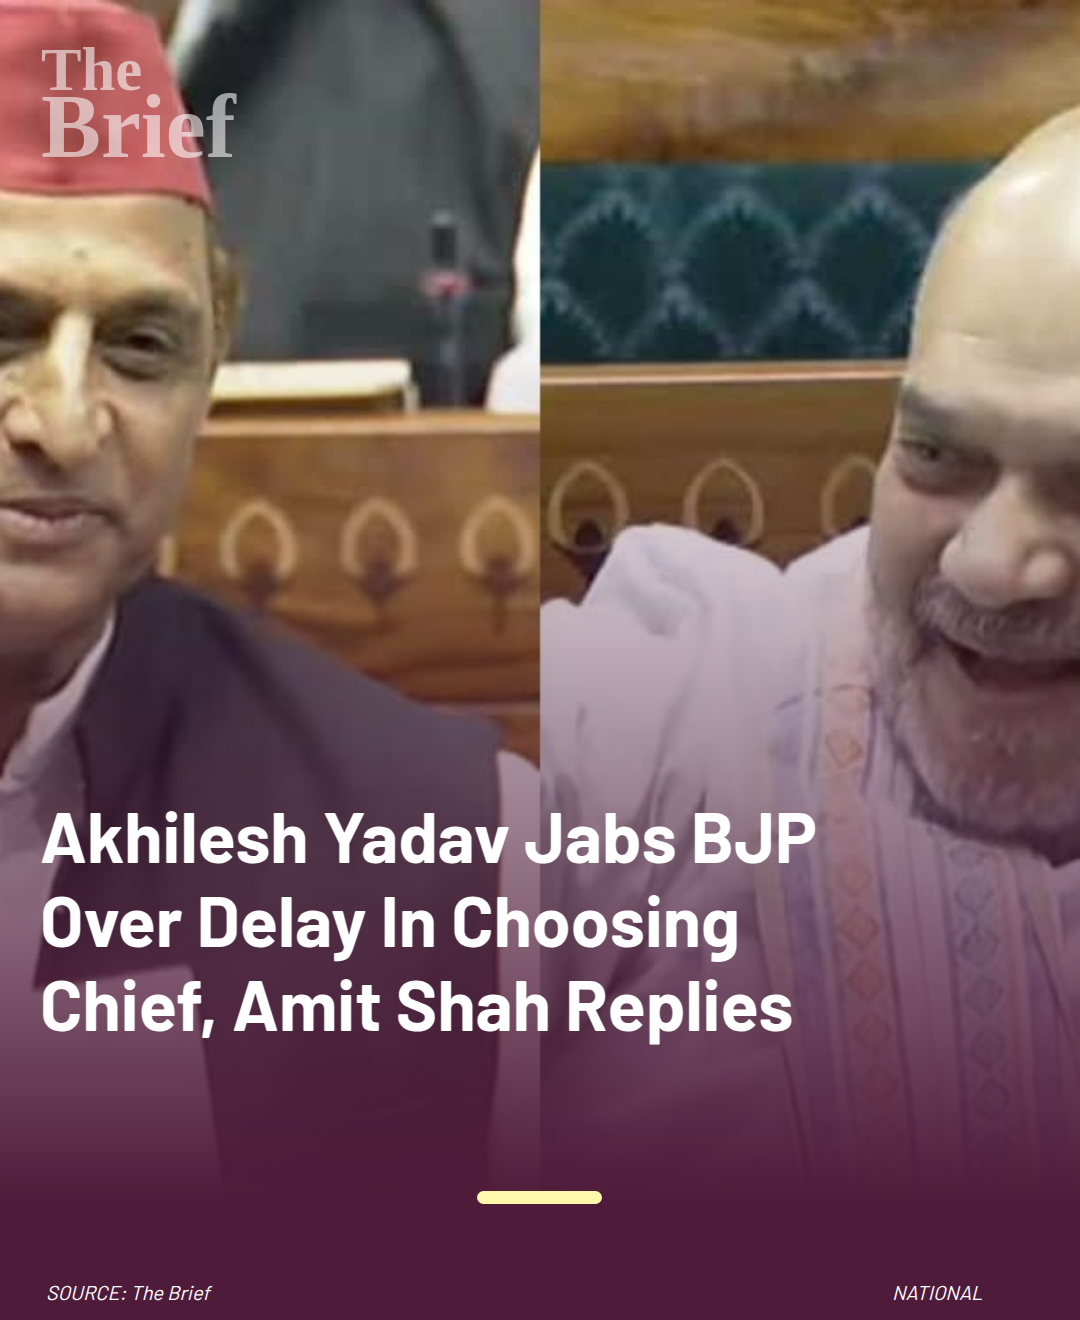 The
Brief
Akhilesh Yadav Jabs BJP
Over Delay In Choosing
Chief, Amit Shah Replies
SOURCE: The Brief
NATIONAL